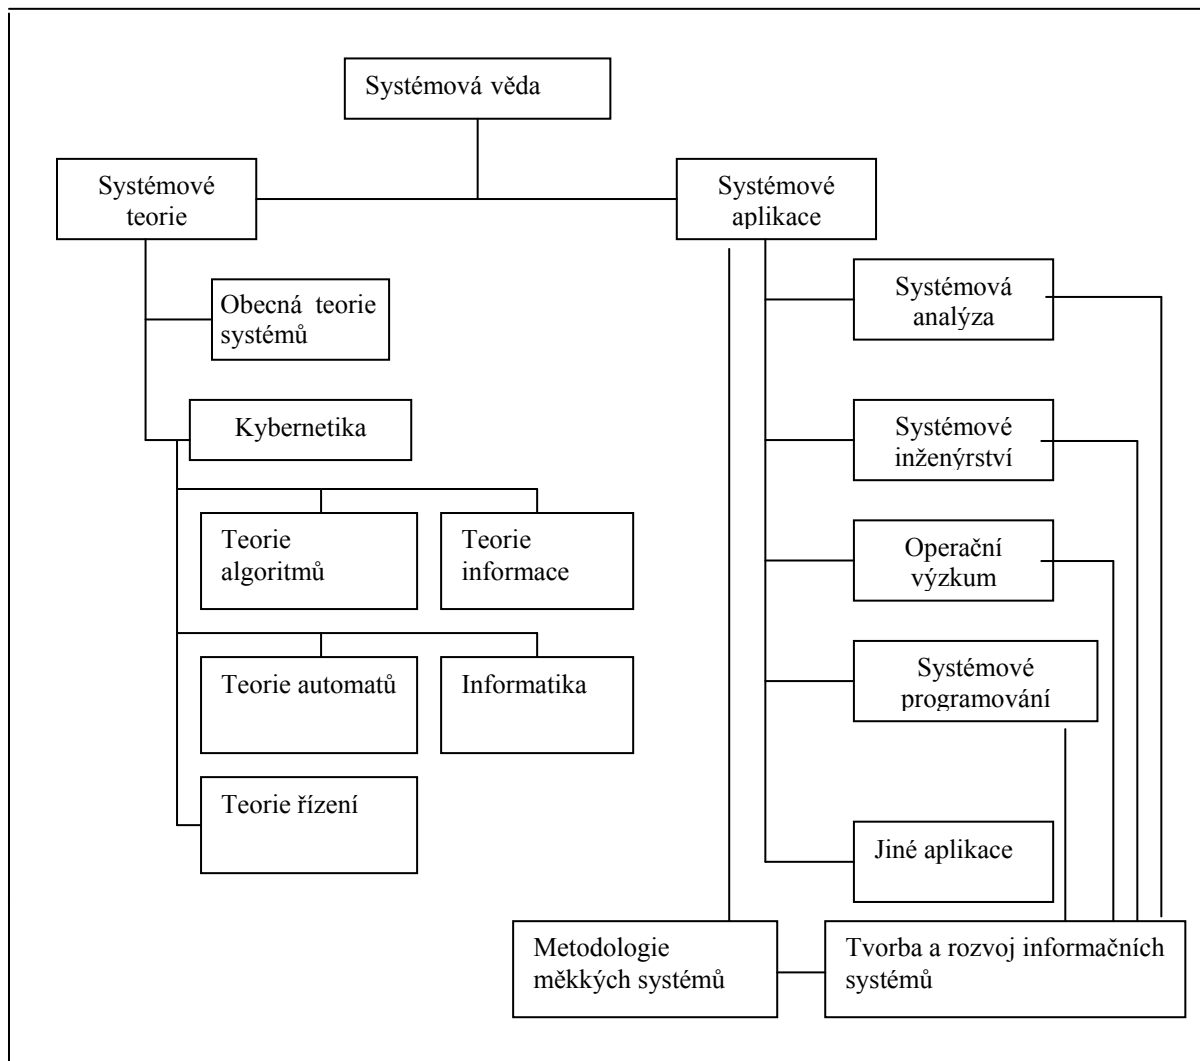 Systémová věda
Systémové
teorie
Systémové
aplikace
Obecná teorie
systémů
Kybernetika
Teorie
algoritmů
Teorie
informace
Teorie automatů
Informatika
Teorie řízení
Systémová
analýza
Systémové
inženýrství
Operační
výzkum
Systémové
programování
Jiné aplikace
Metodologie
měkkých systémů
Tvorba a rozvoj informačních
systémů